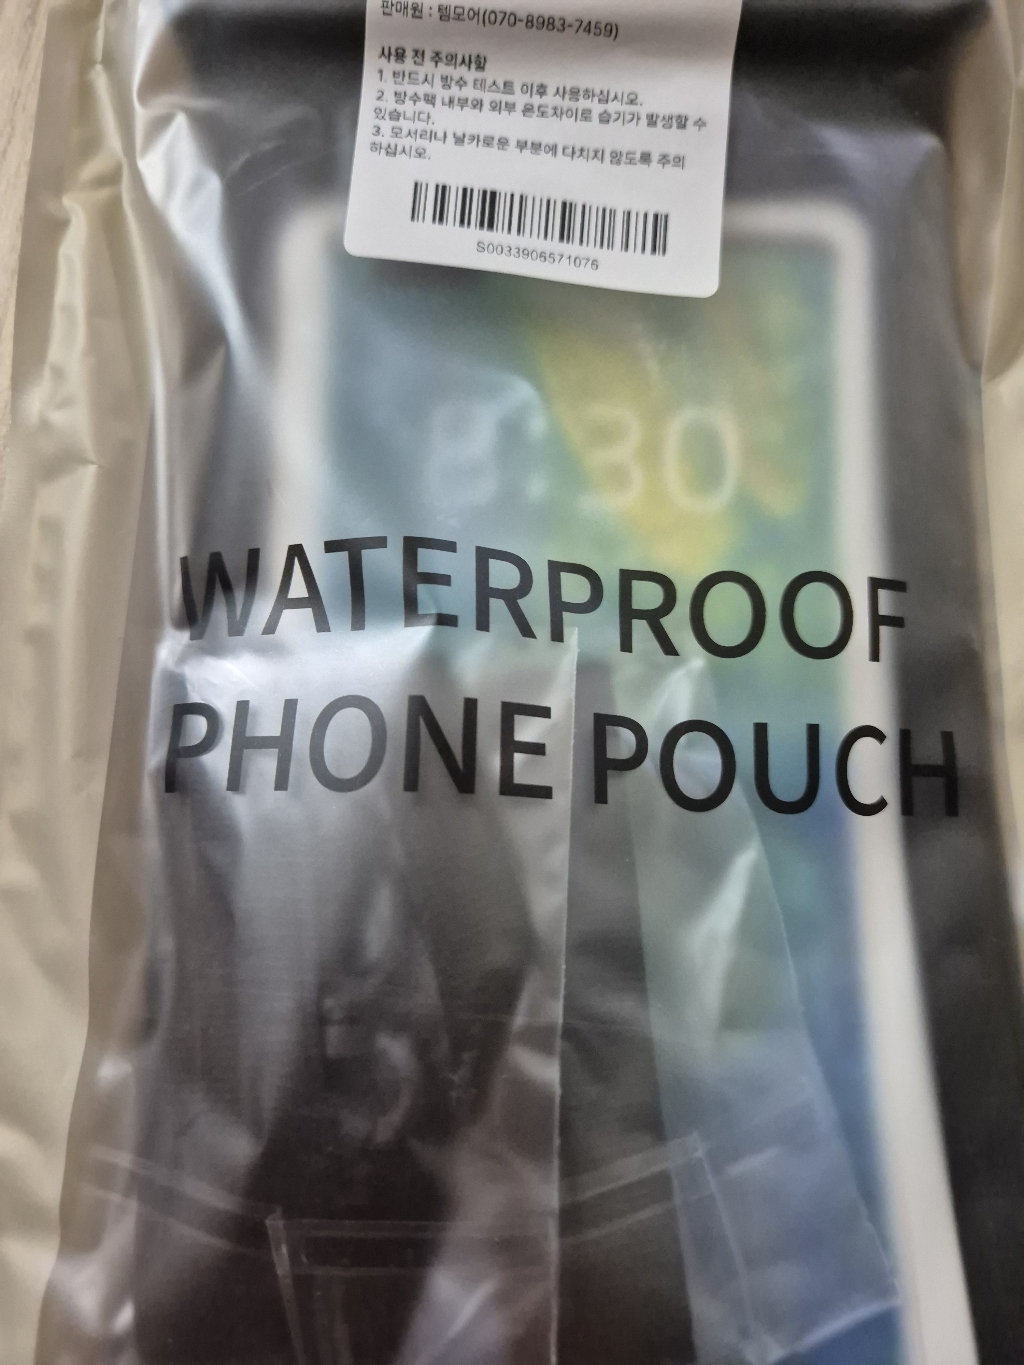 판매원 : 템모어(070-8983-7459)
사용 전 주의사항
1. 반드시 방수 테스트 이후 사용하십시오.
2. 방수팩 내부와 외부 온도차이로 습기가 발생할 수
있습니다.
3. 모서리나 날카로운 부분에 다치지 않도록 주의
하십시오.
S0033906571076
8:30
WATERPROOF
PHONE POUCH